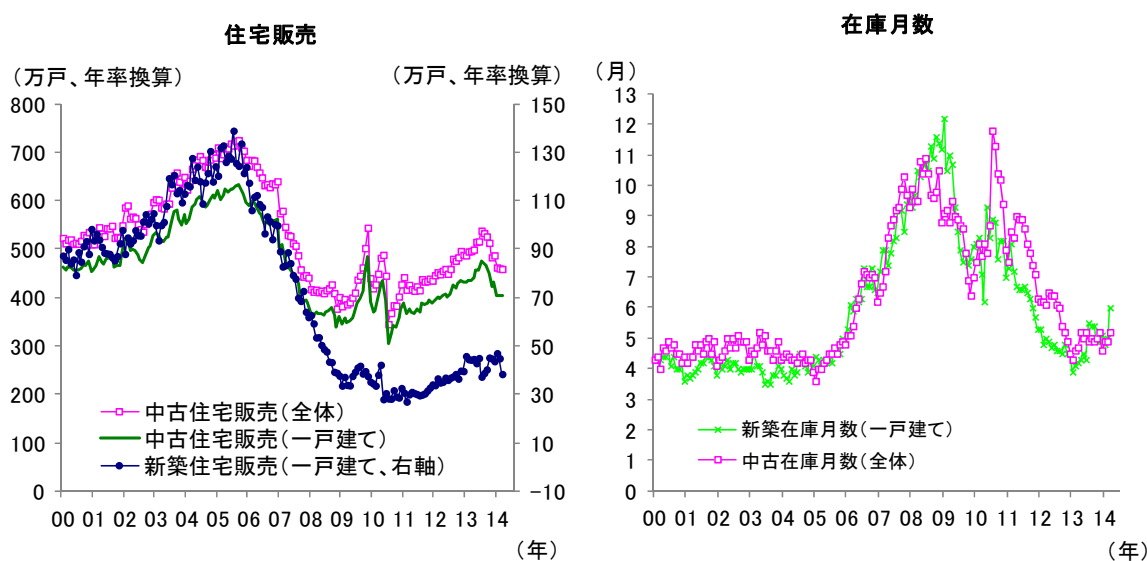 住宅販売
(万戸、年率換算)
(万戸、年率換算)
800
700
600
500
400
300
200
100
0
150
130
110
90
70
50
30
10
-10
中古住宅販売(全体)
中古住宅販売(一戸建て)
新築住宅販売(一戸建て、右軸)
00 01 02 03 04 05 06 07 08 09 10 11 12 13 14
(年)
在庫月数
(月)
13
12
11
10
9
8
7
6
5
4
3
2
1
0
新築在庫月数(一戸建て)
中古在庫月数(全体)
00 01 02 03 04 05 06 07 08 09 10 11 12 13 14
(年)